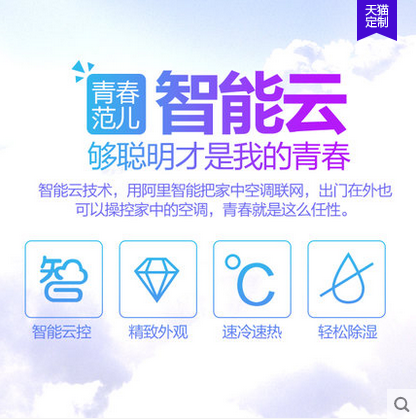 天猫
定制
青春
范儿
智能云
够聪明才是我的青春
智能云技术，用阿里智能把家中空调联网，出门在外也
可以操控家中的空调，青春就是这么任性。
智
℃
智能云控
精致外观
速冷速热
轻松除湿